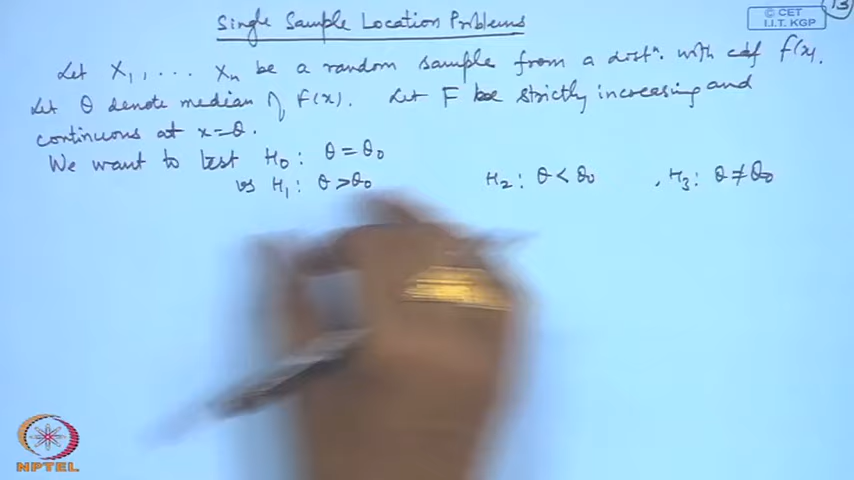 Single Sample Location Problems
13
© CET
I.I.T. KGP
Let X₁, ... Xₙ be a random sample from a distⁿ. with cdf F(x).
Let θ denote median of F(x). Let F be strictly increasing and
continuous at x=θ.
We want to test H₀: θ = θ₀
vs H₁: θ > θ₀ H₂: θ < θ₀ , H₃: θ ≠ θ₀
NPTEL